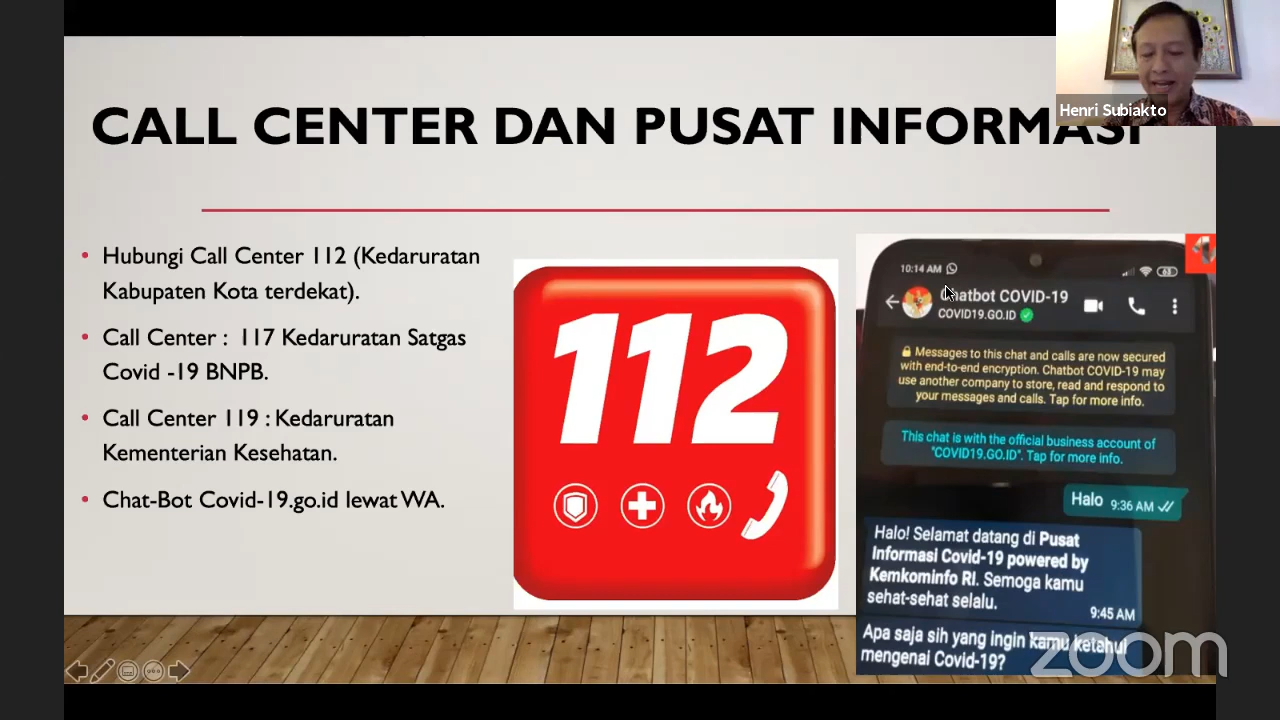 CALL CENTER DAN PUSAT INFORMASI
Henri Subiakto
• Hubungi Call Center 112 (Kedaruratan
Kabupaten Kota terdekat).
• Call Center : 117 Kedaruratan Satgas
Covid -19 BNPB.
• Call Center 119 : Kedaruratan
Kementerian Kesehatan.
• Chat-Bot Covid-19.go.id lewat WA.
112
10:14 AM
63
Chatbot COVID-19
COVID19.GO.ID
Messages to this chat and calls are now secured
with end-to-end encryption. Chatbot COVID-19 may
use another company to store, read and respond to
your messages and calls. Tap for more info.
This chat is with the official business account of
"COVID19.GO.ID". Tap for more info.
Halo 9:36 AM
Halo! Selamat datang di Pusat
Informasi Covid-19 powered by
Kemkominfo RI. Semoga kamu
sehat-sehat selalu.
9:45 AM
Apa saja sih yang ingin kamu ketahui
mengenai Covid-19?
zoom